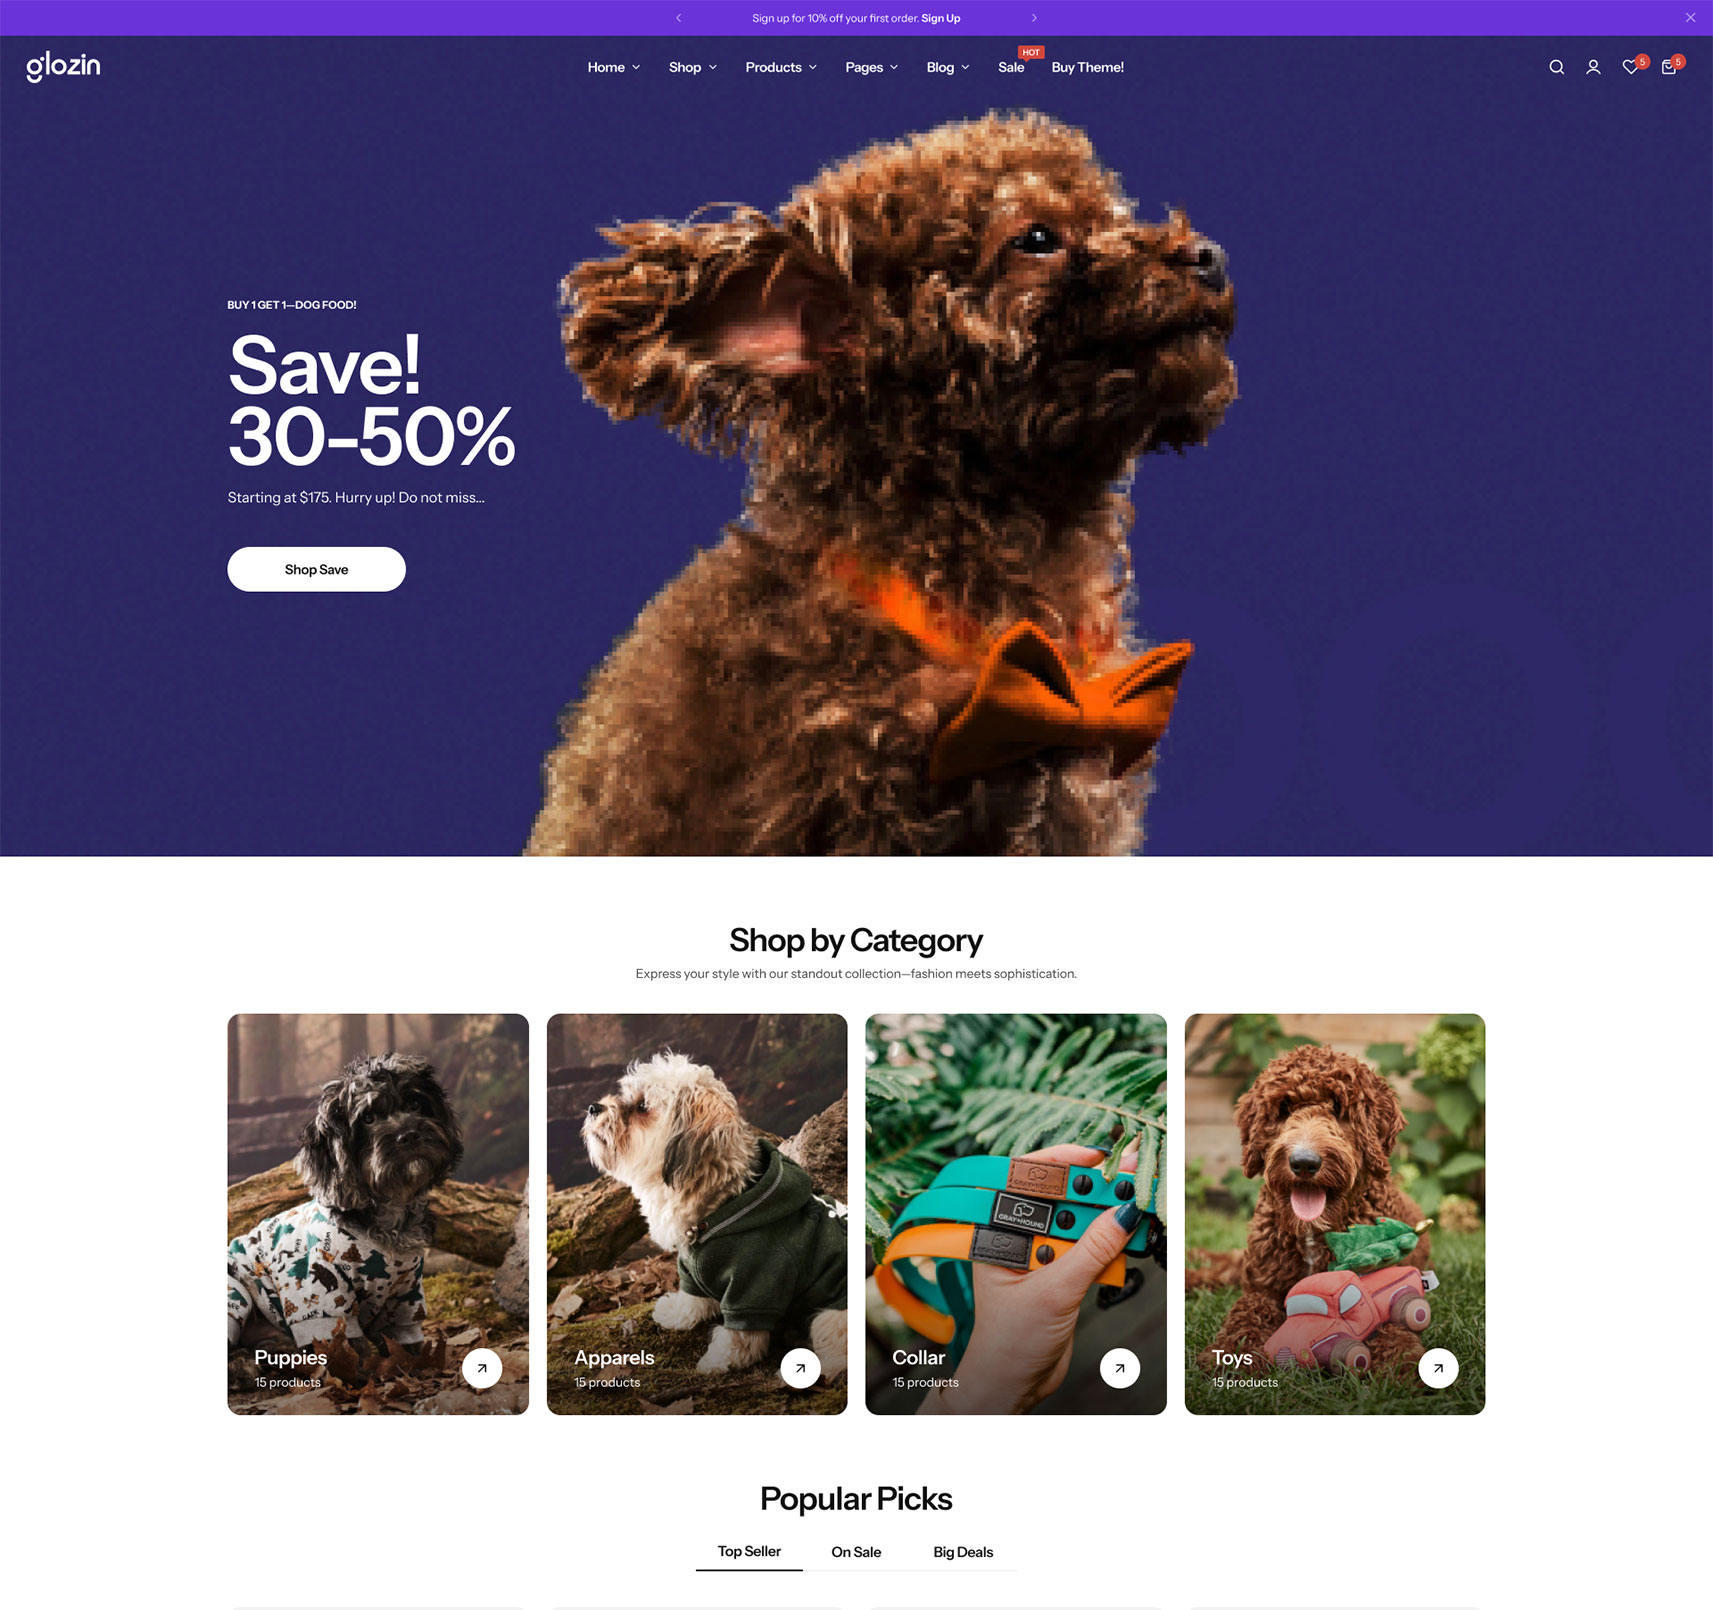 Sign up for 10% off your first order. Sign Up
glozin
Home
Shop
Products
Pages
Blog
Sale
HOT
Buy Theme!
5
5
BUY 1 GET 1—DOG FOOD!
Save!
30-50%
Starting at $175. Hurry up! Do not miss...
Shop Save
Shop by Category
Express your style with our standout collection—fashion meets sophistication.
GRAY HOUND
Puppies
15 products
Apparels
15 products
Collar
15 products
Toys
15 products
Popular Picks
Top Seller
On Sale
Big Deals